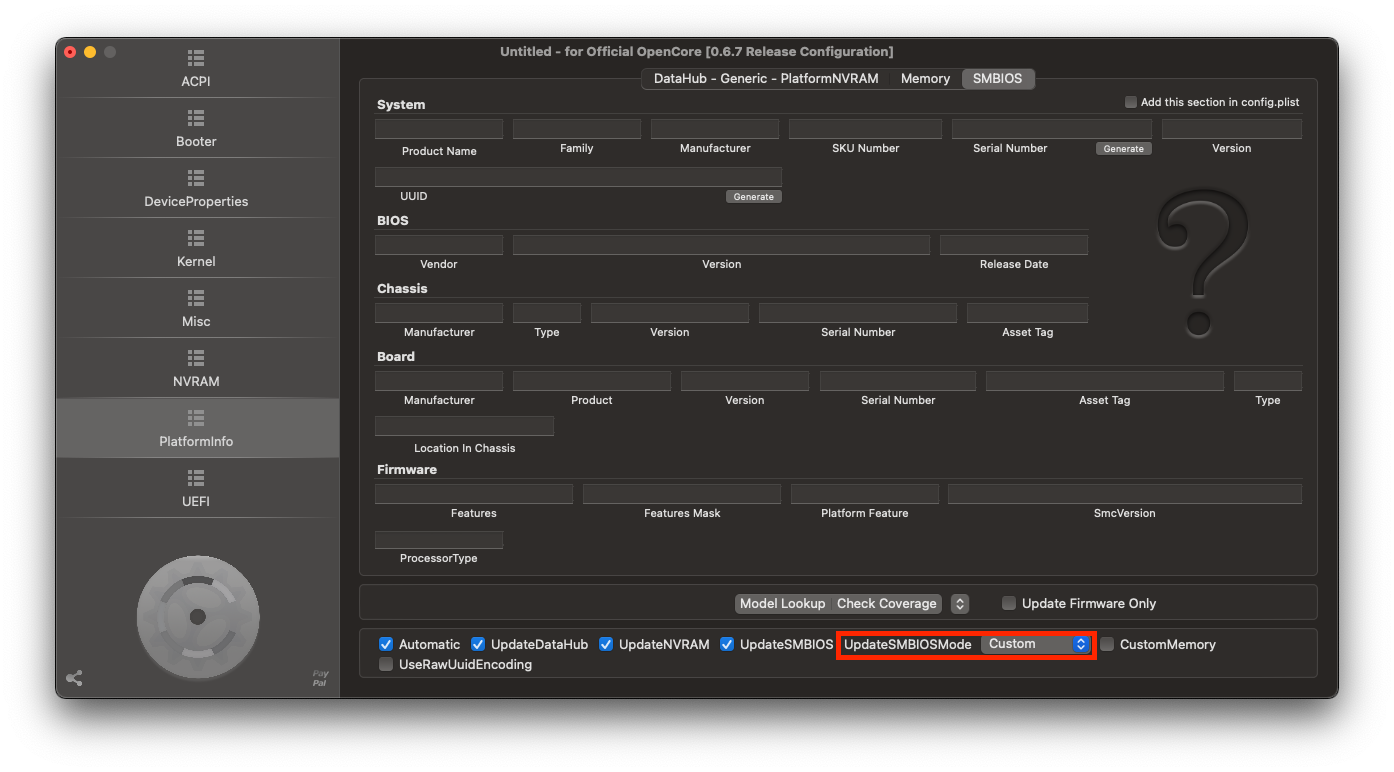 Untitled - for Official OpenCore [0.6.7 Release Configuration]
ACPI
Booter
DeviceProperties
Kernel
Misc
NVRAM
PlatformInfo
UEFI
Pay
Pal
DataHub - Generic - PlatformNVRAM Memory SMBIOS
System Add this section in config.plist
Product Name Family Manufacturer SKU Number Serial Number Generate Version
UUID Generate
BIOS
Vendor Version Release Date
Chassis
Manufacturer Type Version Serial Number Asset Tag
Board
Manufacturer Product Version Serial Number Asset Tag Type
Location In Chassis
Firmware
Features Features Mask Platform Feature SmcVersion
ProcessorType
?
Model Lookup Check Coverage Update Firmware Only
Automatic UpdateDataHub UpdateNVRAM UpdateSMBIOS UpdateSMBIOSMode Custom CustomMemory
UseRawUuidEncoding